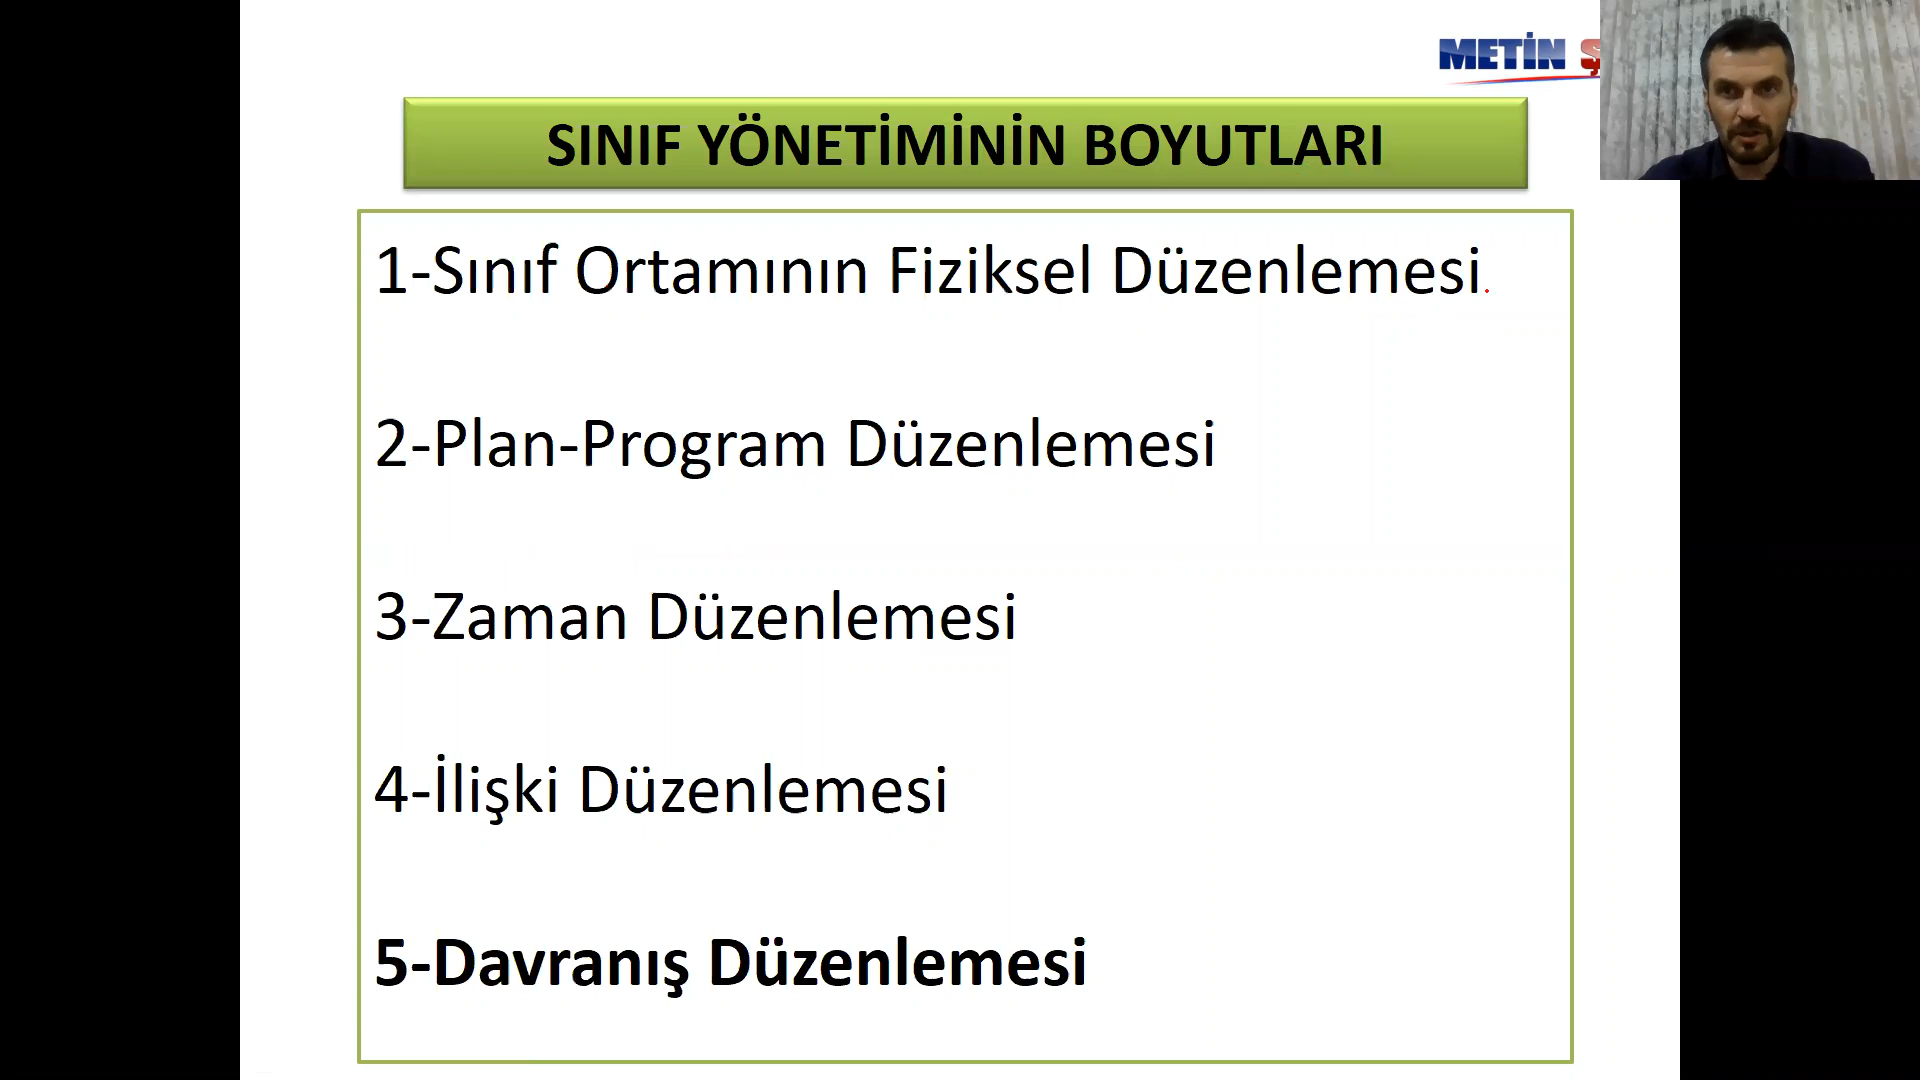 METİN Ş
SINIF YÖNETİMİNİN BOYUTLARI
1-Sınıf Ortamının Fiziksel Düzenlemesi.
2-Plan-Program Düzenlemesi
3-Zaman Düzenlemesi
4-İlişki Düzenlemesi
5-Davranış Düzenlemesi